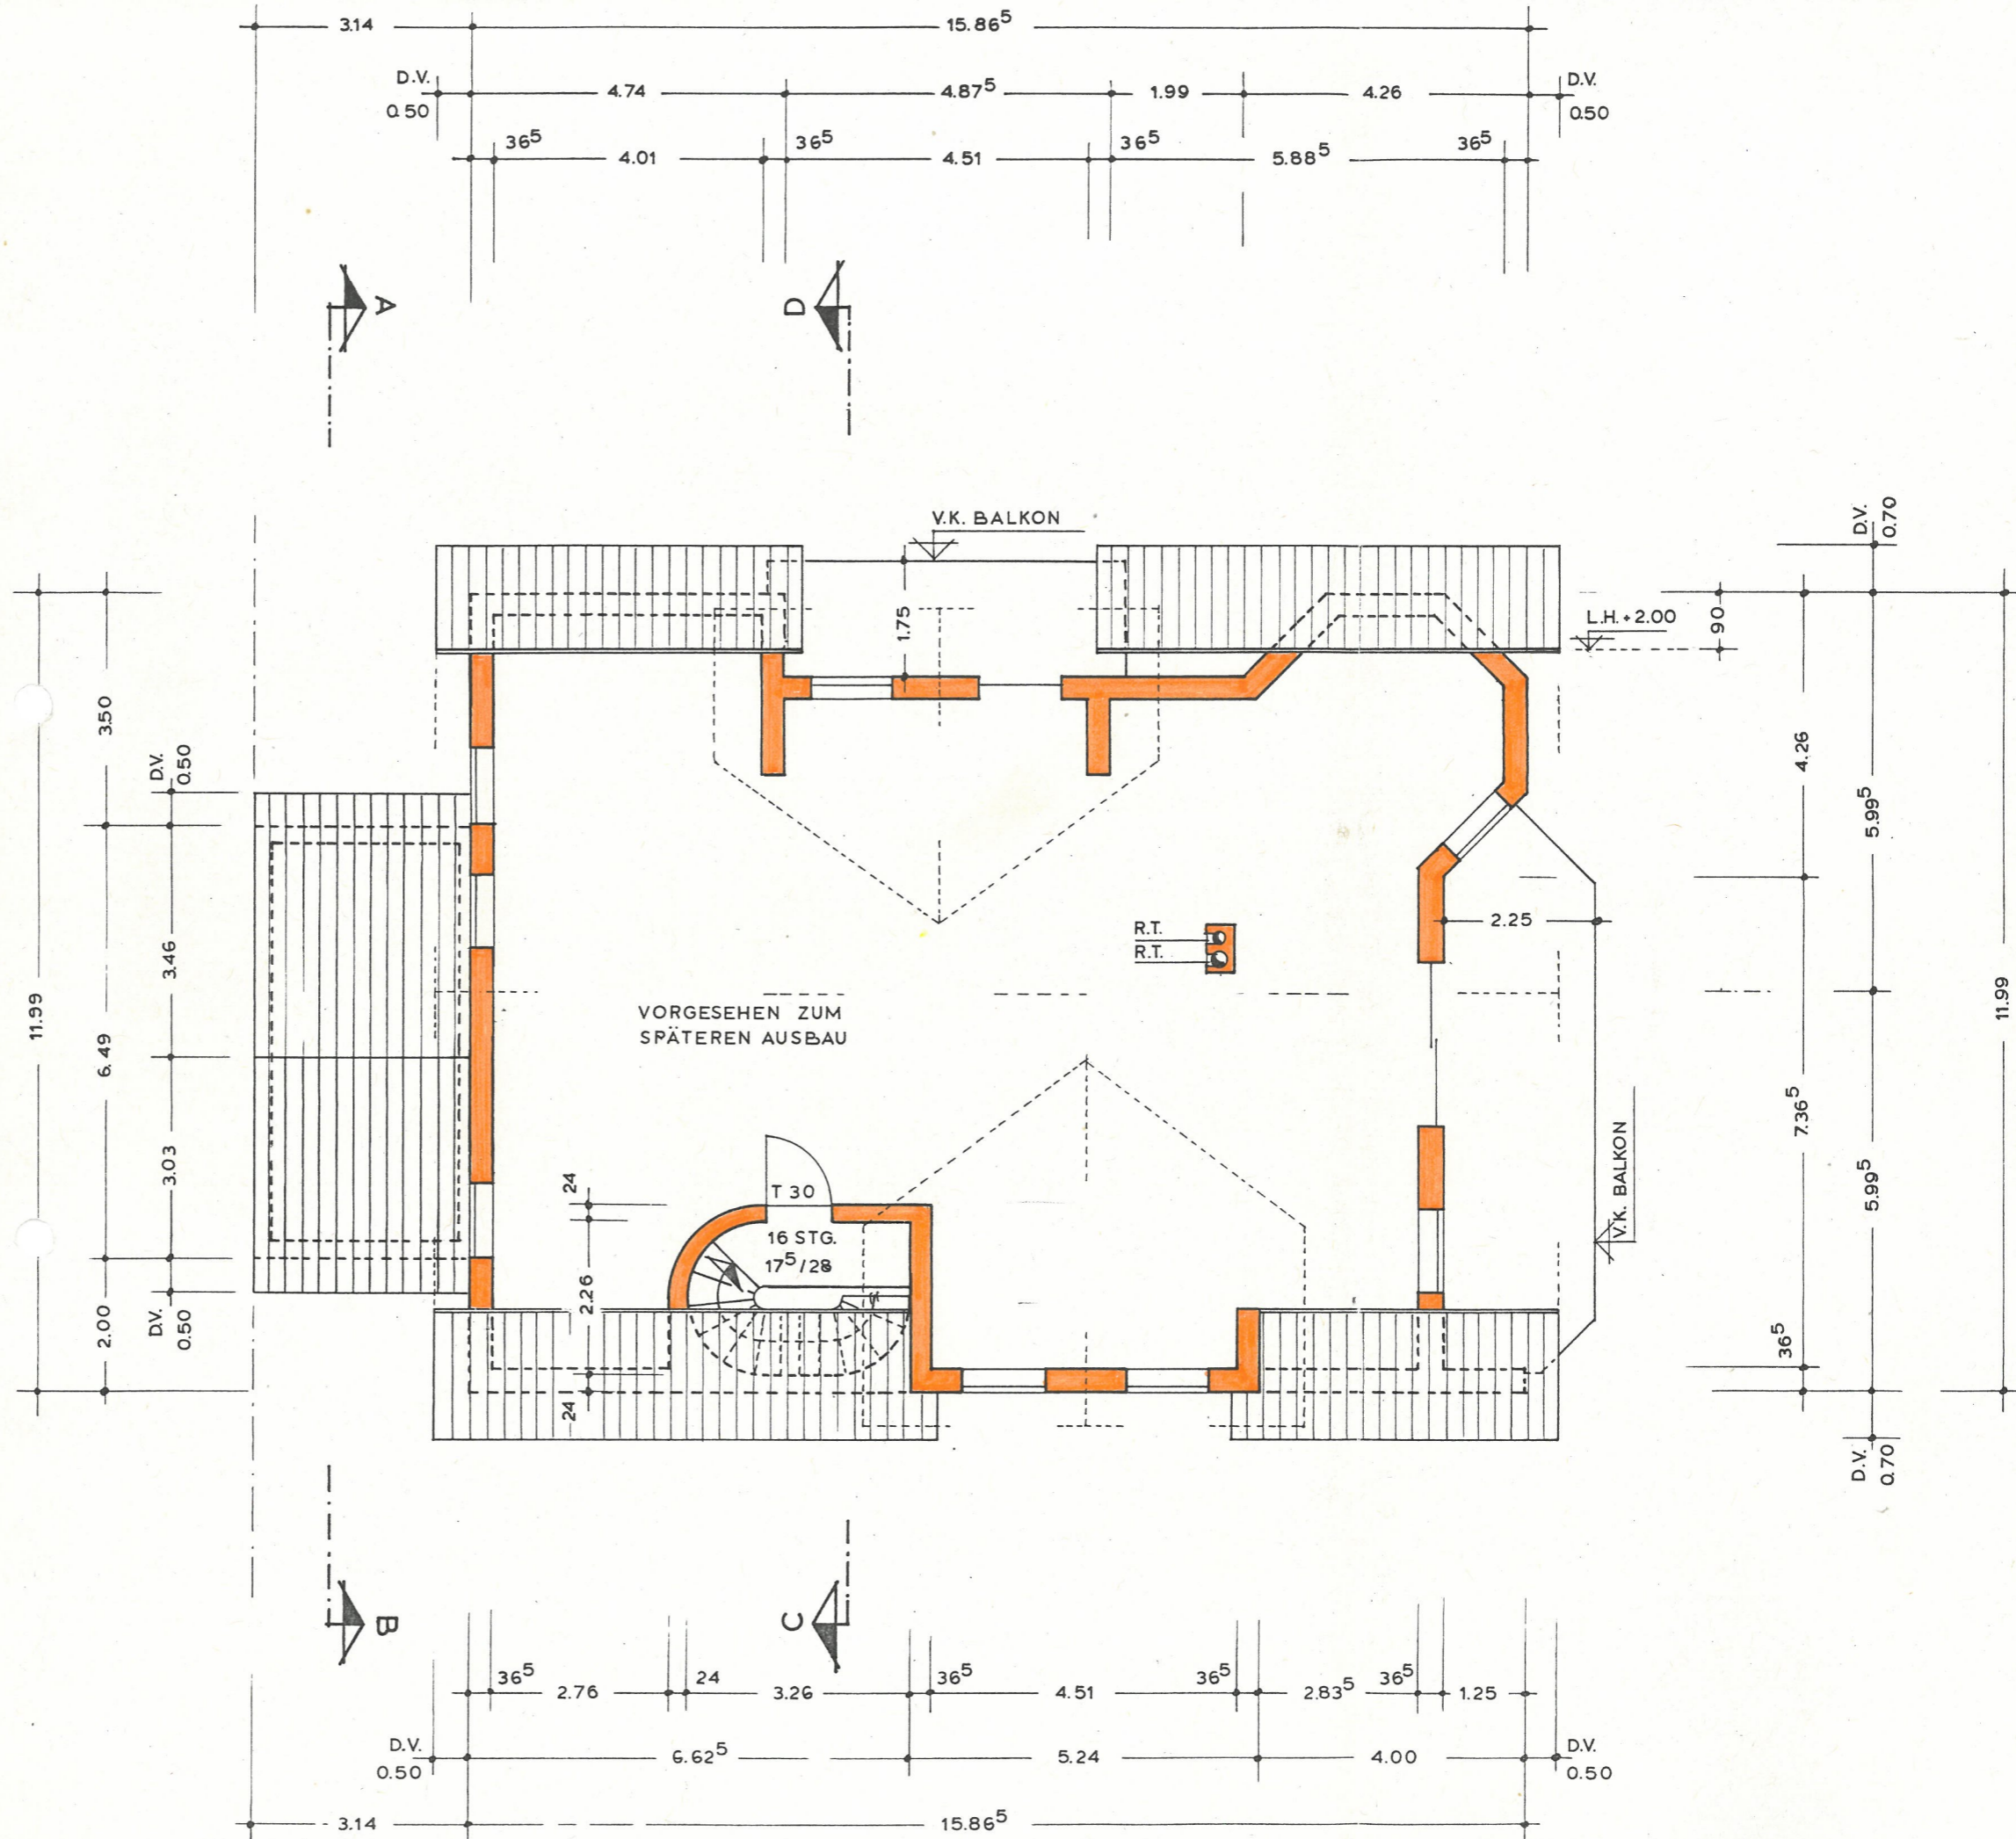 3.14
15.86⁵
D.V.
0.50
4.74
4.87⁵
1.99
4.26
D.V.
0.50
36⁵
4.01
36⁵
4.51
36⁵
5.88⁵
36⁵
A
D
V.K. BALKON
1.75
L.H. + 2.00
90
D.V.
0.70
3.50
D.V.
0.50
4.26
5.99⁵
2.25
R.T.
R.T.
3.46
11.99
6.49
11.99
VORGESEHEN ZUM
SPÄTEREN AUSBAU
3.03
7.36⁵
V.K. BALKON
5.99⁵
24
T 30
16 STG.
17⁵/28
2.26
2.00
D.V.
0.50
36⁵
24
D.V.
0.70
B
C
36⁵
2.76
24
3.26
36⁵
4.51
36⁵
2.83⁵
36⁵
1.25
D.V.
0.50
6.62⁵
5.24
4.00
D.V.
0.50
3.14
15.86⁵